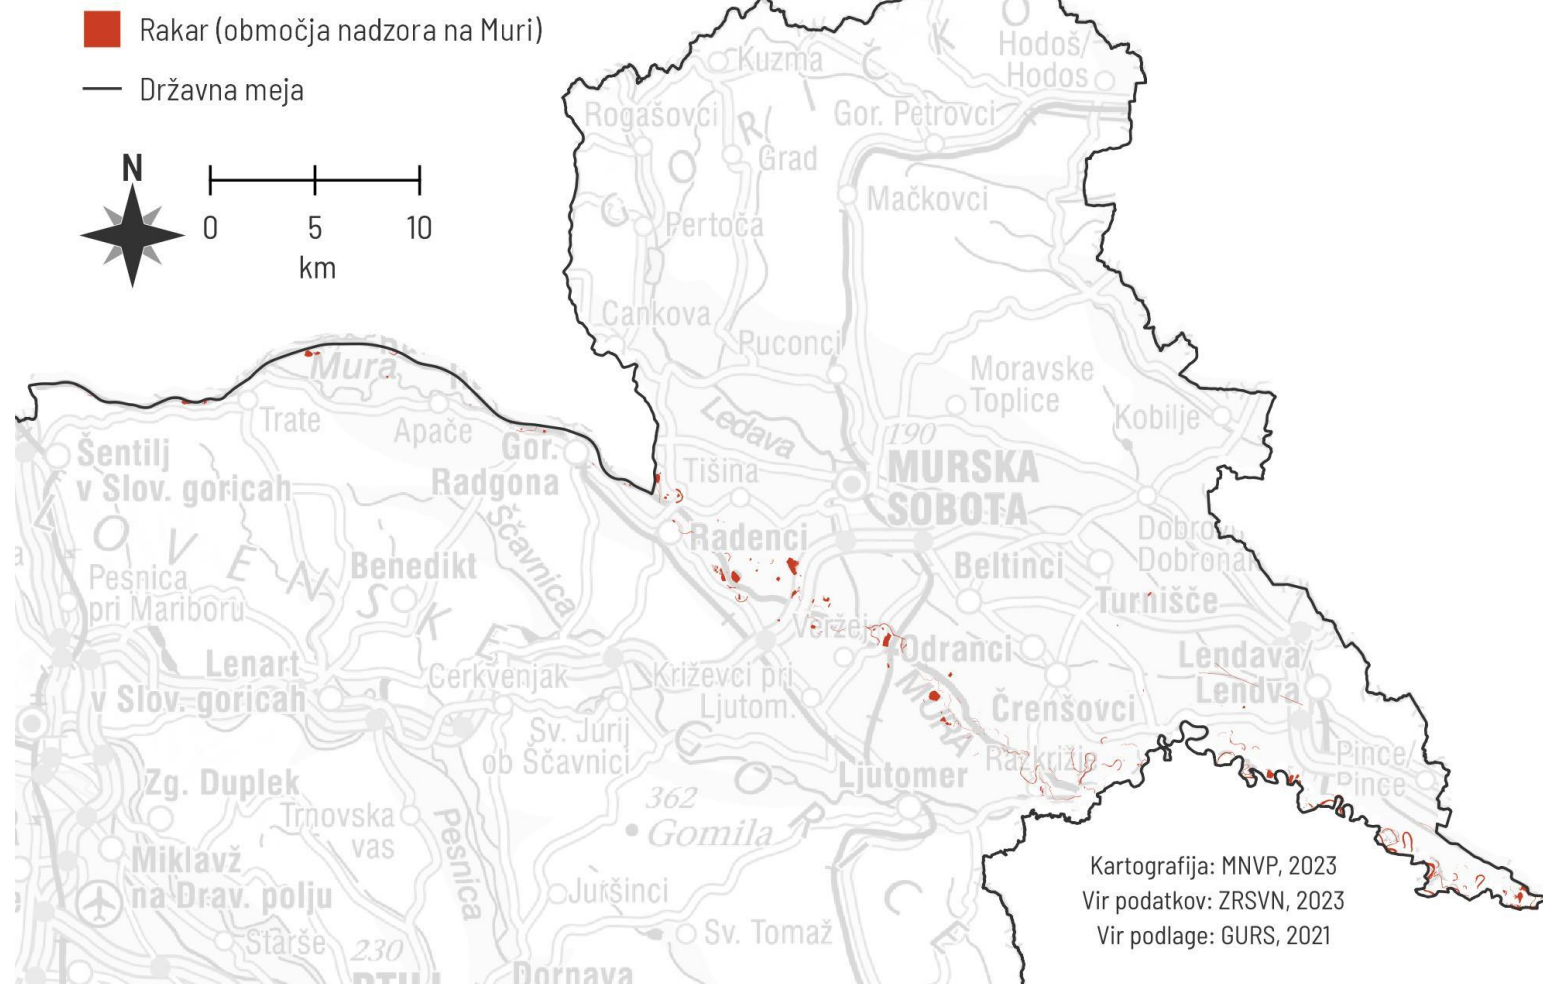 Rakar (območja nadzora na Muri)
Državna meja
N
0 5 10
km
Kuzma
Hodoš/
Hodos
Rogašovci
Gor. Petrovci
Grad
Mačkovci
Pertoča
G O R I Č K O
Cankova
Puconci
Mura
Moravske
Toplice
Trate
Apače
Ledava
190
Kobilje
Šentilj
v Slov. goricah
Gor.
Radgona
Tišina
MURSKA
SOBOTA
Radenci
Ščavnica
Benedikt
Pesnica
pri Mariboru
Beltinci
Turnišče
Veržej
Odranci
Lenart
v Slov. goricah
Cerkvenjak
Križevci pri
Ljutom.
Lendava/
Lendva
MURA
Črenšovci
Sv. Jurij
ob Ščavnici
Razkrižje
Pince/
Pince
Zg. Duplek
Ljutomer
362
Gomila
Trnovska
vas
Pesnica
Miklavž
na Drav. polju
Juršinci
Starše
230
Sv. Tomaž
Dornava
Kartografija: MNVP, 2023
Vir podatkov: ZRSVN, 2023
Vir podlage: GURS, 2021